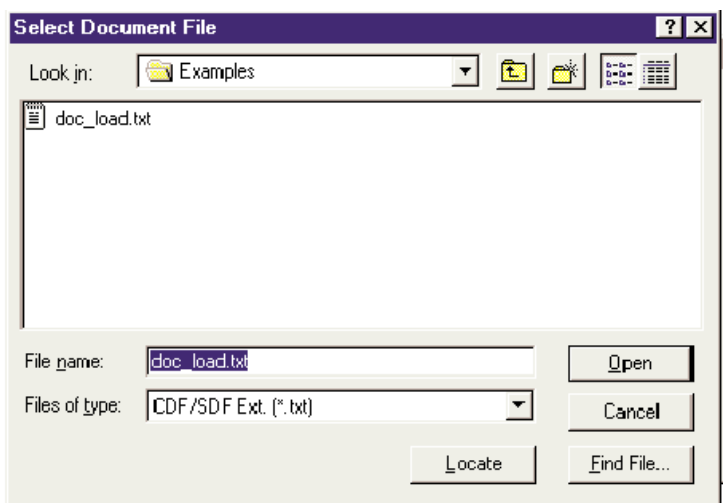 Select Document File
Look in: Examples
doc_load.txt
File name: doc_load.txt Open
Files of type: CDF/SDF Ext. (*.txt) Cancel
Locate Find File...